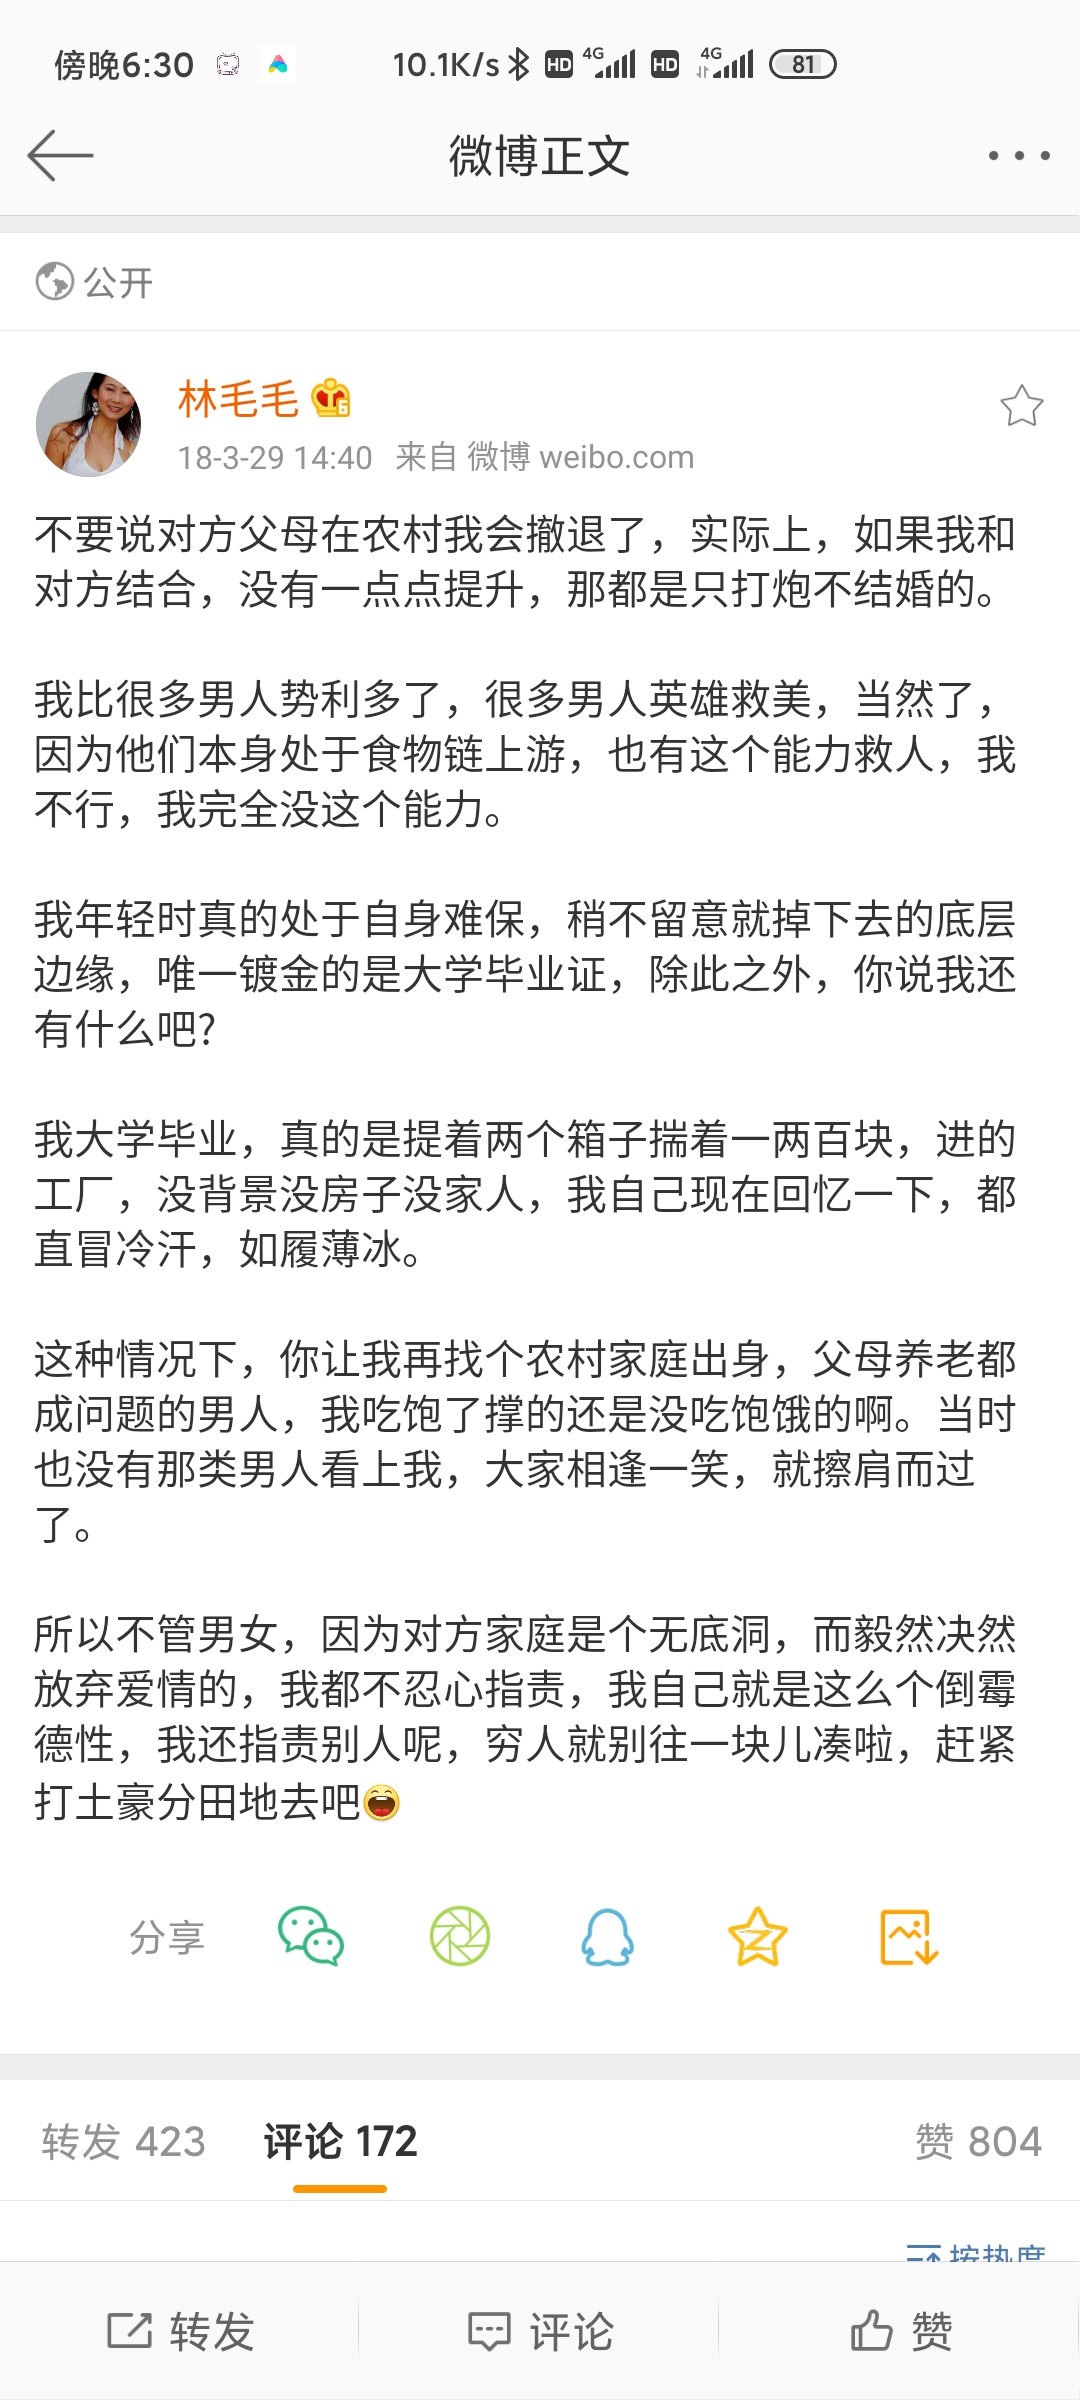 傍晚6:30 10.1K/s HD 4G HD 4G 81
微博正文
公开
林毛毛 6
18-3-29 14:40 来自 微博 weibo.com
不要说对方父母在农村我会撤退了，实际上，如果我和
对方结合，没有一点点提升，那都是只打炮不结婚的。
我比很多男人势利多了，很多男人英雄救美，当然了，
因为他们本身处于食物链上游，也有这个能力救人，我
不行，我完全没这个能力。
我年轻时真的处于自身难保，稍不留意就掉下去的底层
边缘，唯一镀金的是大学毕业证，除此之外，你说我还
有什么吧?
我大学毕业，真的是提着两个箱子揣着一两百块，进的
工厂，没背景没房子没家人，我自己现在回忆一下，都
直冒冷汗，如履薄冰。
这种情况下，你让我再找个农村家庭出身，父母养老都
成问题的男人，我吃饱了撑的还是没吃饱饿的啊。当时
也没有那类男人看上我，大家相逢一笑，就擦肩而过
了。
所以不管男女，因为对方家庭是个无底洞，而毅然决然
放弃爱情的，我都不忍心指责，我自己就是这么个倒霉
德性，我还指责别人呢，穷人就别往一块儿凑啦，赶紧
打土豪分田地去吧😄
分享
转发 423 评论 172 赞 804
按热度
转发 评论 赞